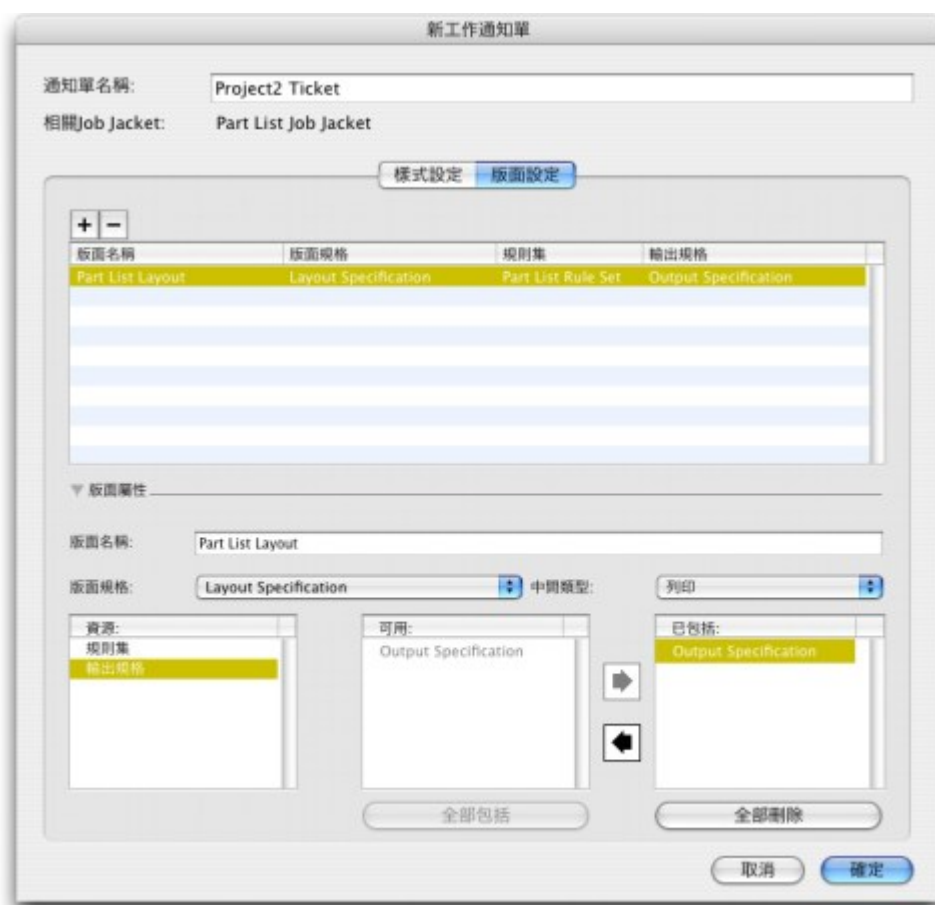 新工作通知單
通知單名稱: Project2 Ticket
相關Job Jacket: Part List Job Jacket
樣式設定 版面設定
+ −
版面名稱 版面規格 規則集 輸出規格
Part List Layout Layout Specification Part List Rule Set Output Specification
版面屬性
版面名稱: Part List Layout
版面規格: Layout Specification 中間類型: 列印
資源: 可用: 已包括:
規則集 Output Specification Output Specification
輸出規格
全部包括 全部刪除
取消 確定